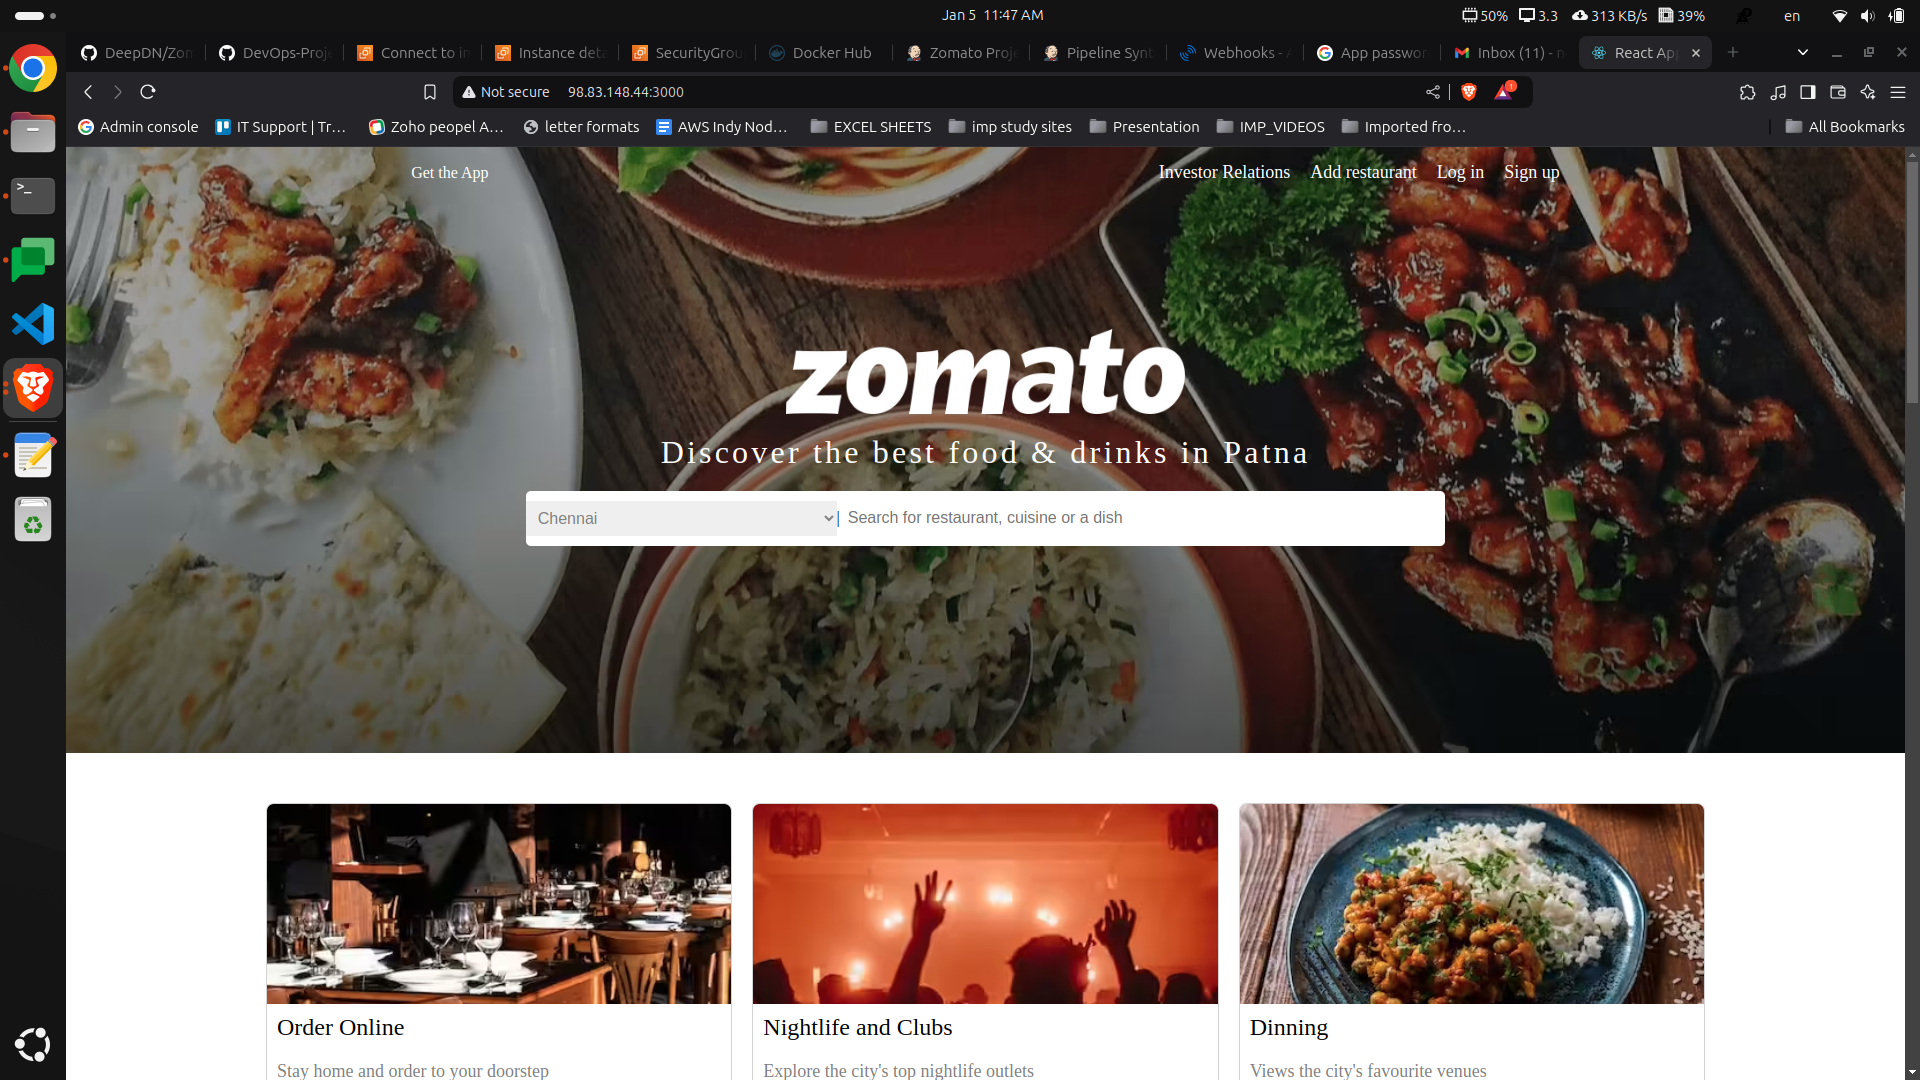 Jan 5 11:47 AM
50% 3.3 313 KB/s 39% en
DeepDN/Zom DevOps-Proj Connect to in Instance deta SecurityGrou Docker Hub Zomato Proje Pipeline Synt Webhooks - A App passwor Inbox (11) - n React Ap
Not secure 98.83.148.44:3000 1
Admin console IT Support | Tr… Zoho peopel A… letter formats AWS Indy Nod… EXCEL SHEETS imp study sites Presentation IMP_VIDEOS Imported fro… All Bookmarks
Get the App Investor Relations Add restaurant Log in Sign up
zomato
Discover the best food & drinks in Patna
Chennai | Search for restaurant, cuisine or a dish
Order Online Nightlife and Clubs Dinning
Stay home and order to your doorstep Explore the city's top nightlife outlets Views the city's favourite venues